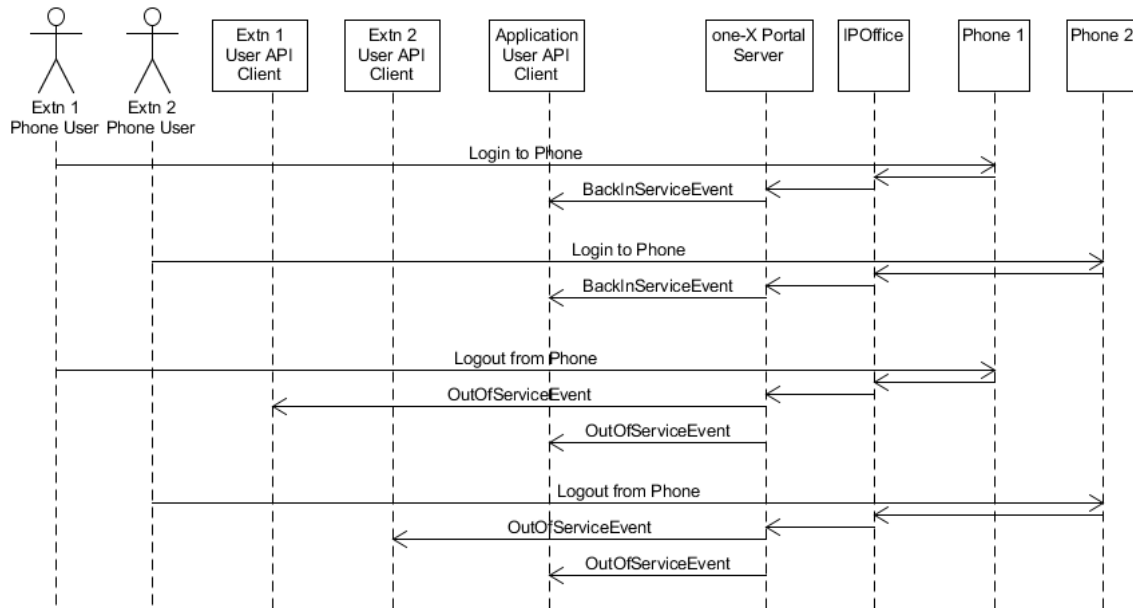 Extn 1
User API
Client
Extn 2
User API
Client
Application
User API
Client
one-X Portal
Server
IPOffice
Phone 1
Phone 2
Extn 1
Phone User
Extn 2
Phone User
Login to Phone
BackInServiceEvent
Login to Phone
BackInServiceEvent
Logout from Phone
OutOfServiceEvent
OutOfServiceEvent
Logout from Phone
OutOfServiceEvent
OutOfServiceEvent